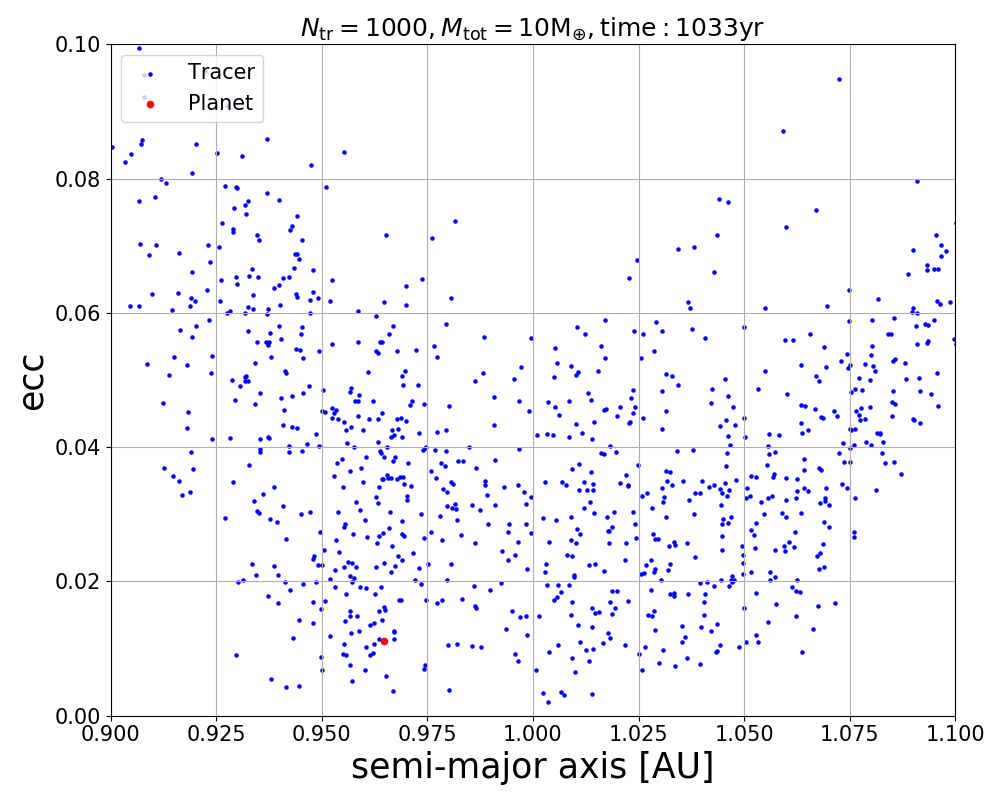 N_tr = 1000, M_tot = 10M_⊕, time : 1033yr
0.10
Tracer
Planet
0.08
0.06
ecc
0.04
0.02
0.00
0.900 0.925 0.950 0.975 1.000 1.025 1.050 1.075 1.100
semi-major axis [AU]